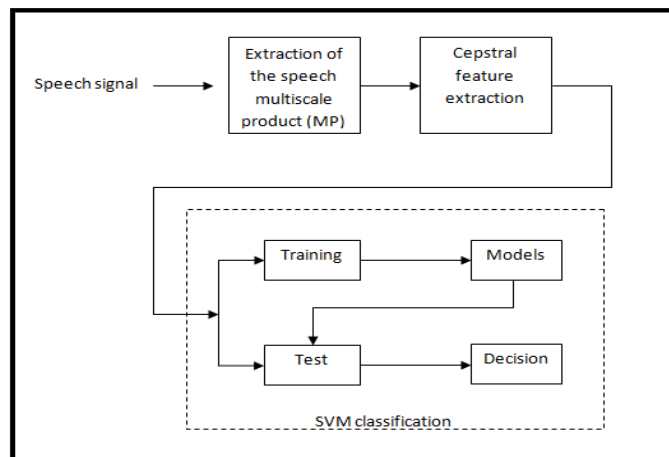 Speech signal
Extraction of
the speech
multiscale
product (MP)
Cepstral
feature
extraction
Training
Models
Test
Decision
SVM classification